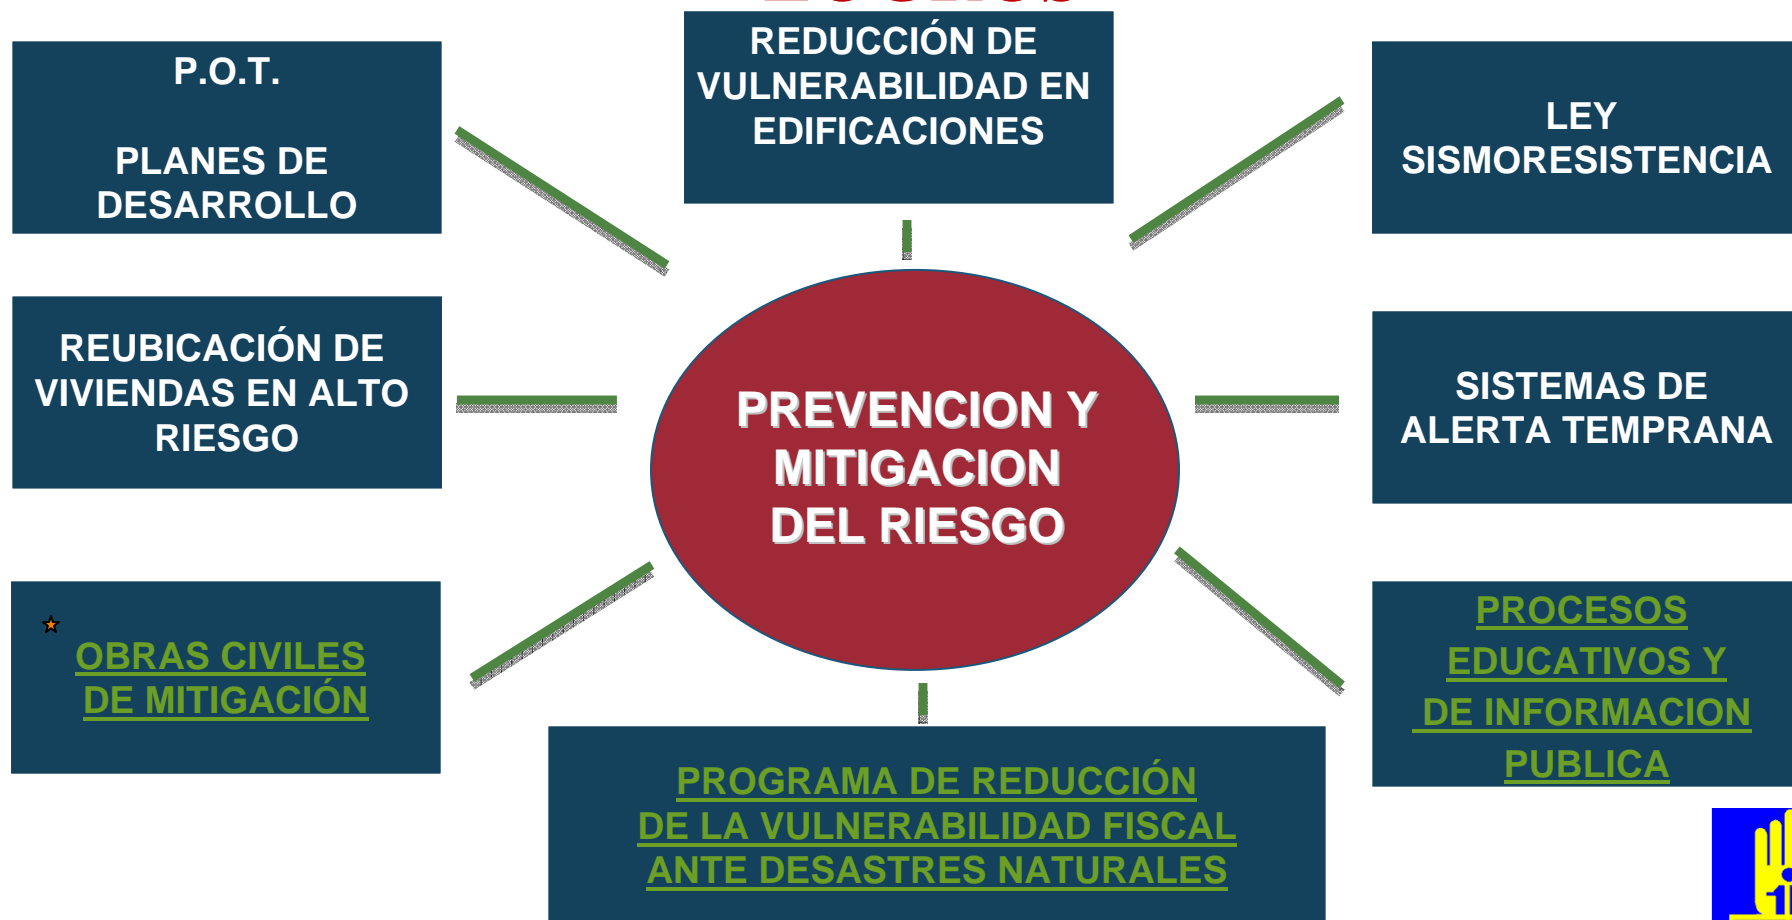 P.O.T.
PLANES DE
DESARROLLO
REDUCCIÓN DE
VULNERABILIDAD EN
EDIFICACIONES
LEY
SISMORESISTENCIA
REUBICACIÓN DE
VIVIENDAS EN ALTO
RIESGO
PREVENCION Y
MITIGACION
DEL RIESGO
SISTEMAS DE
ALERTA TEMPRANA
OBRAS CIVILES
DE MITIGACIÓN
PROGRAMA DE REDUCCIÓN
DE LA VULNERABILIDAD FISCAL
ANTE DESASTRES NATURALES
PROCESOS
EDUCATIVOS Y
DE INFORMACION
PUBLICA